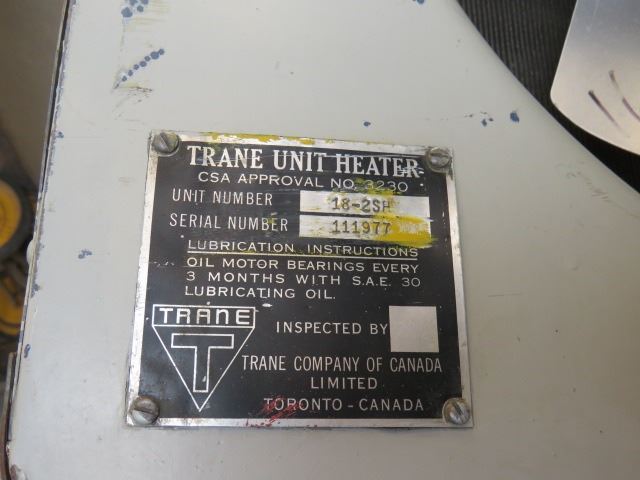 TRANE UNIT HEATER
CSA APPROVAL NO. 3230
UNIT NUMBER 18-2SH
SERIAL NUMBER 111977
LUBRICATION INSTRUCTIONS
OIL MOTOR BEARINGS EVERY
3 MONTHS WITH S.A.E. 30
LUBRICATING OIL.
TRANE
T
INSPECTED BY
TRANE COMPANY OF CANADA
LIMITED
TORONTO - CANADA